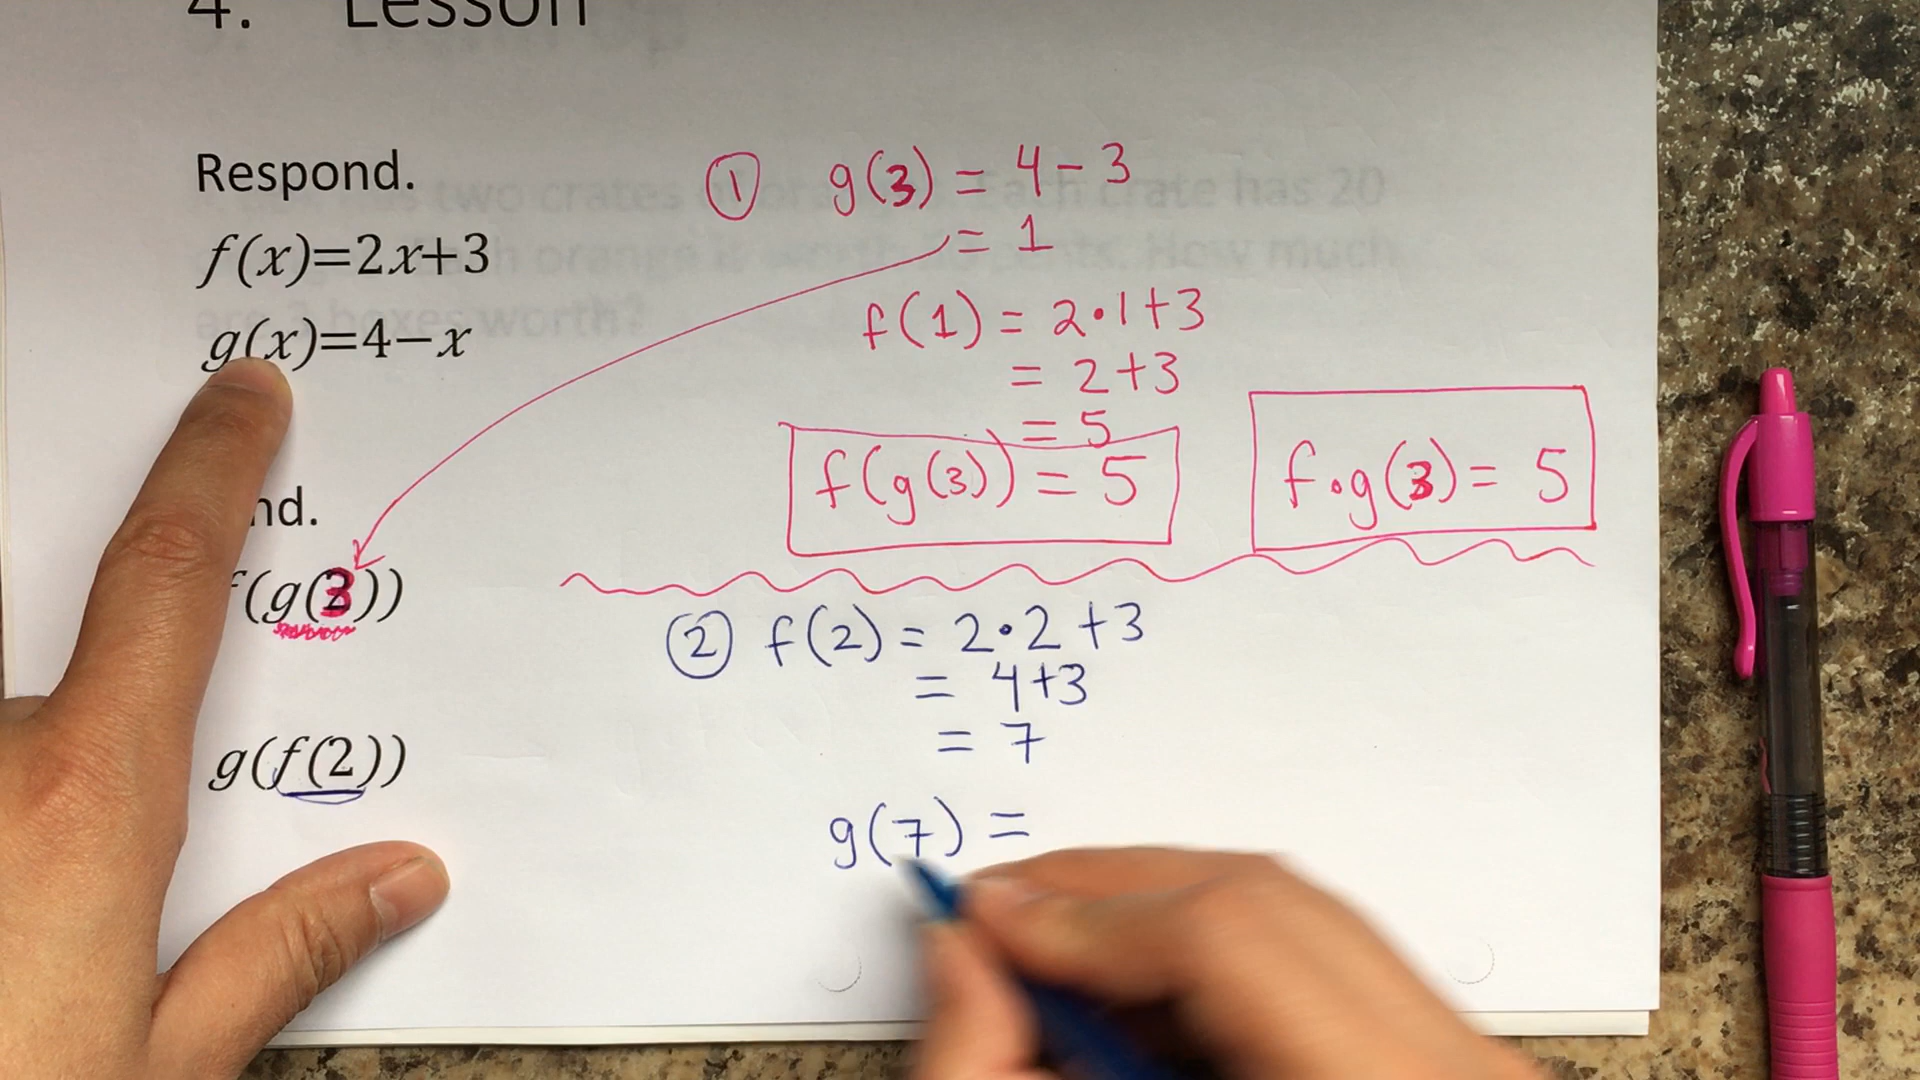 4. Lesson
Respond.
f(x)=2x+3
g(x)=4−x
nd.
f(g(3))
g(f(2))
① g(3) = 4 - 3
= 1
f(1) = 2•1+3
= 2+3
= 5
f(g(3)) = 5
f•g(3) = 5
② f(2) = 2•2+3
= 4+3
= 7
g(7) =